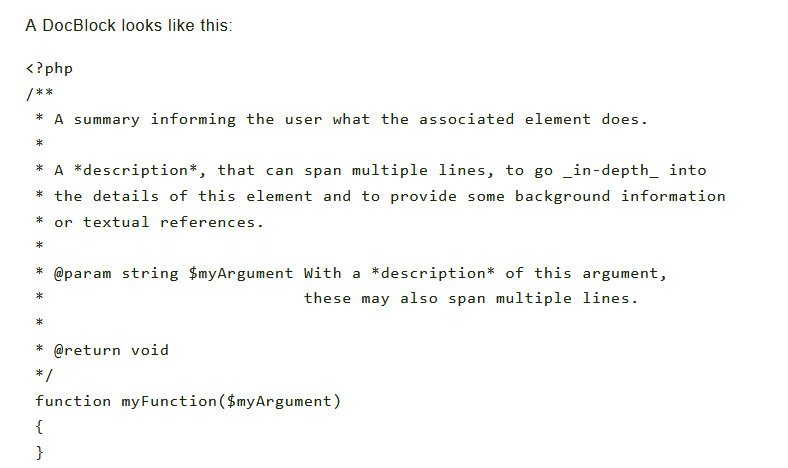 A DocBlock looks like this:
<?php
/**
 * A summary informing the user what the associated element does.
 *
 * A *description*, that can span multiple lines, to go _in-depth_ into
 * the details of this element and to provide some background information
 * or textual references.
 *
 * @param string $myArgument With a *description* of this argument,
 *                           these may also span multiple lines.
 *
 * @return void
 */
 function myFunction($myArgument)
 {
 }